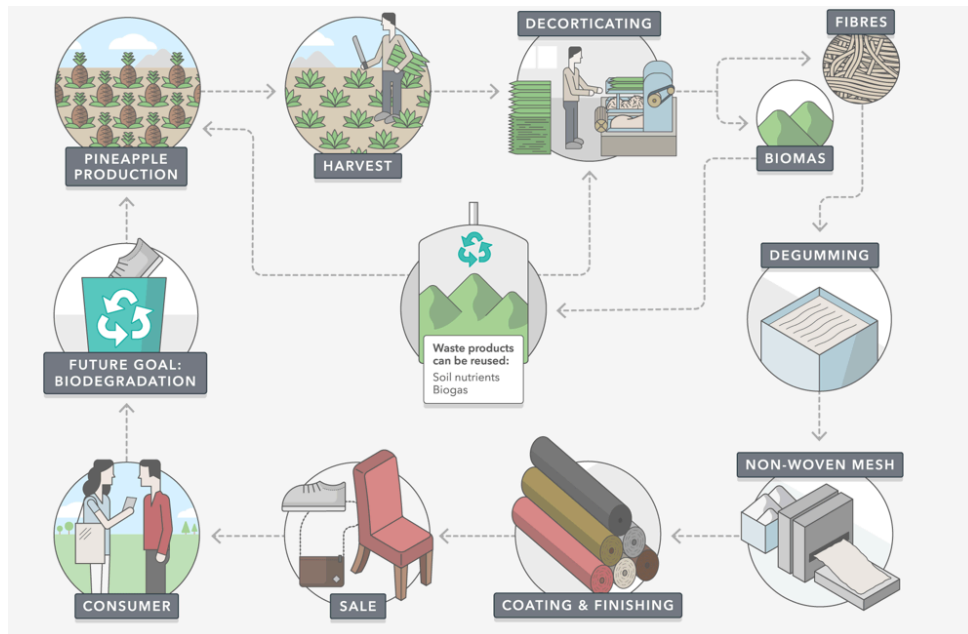 DECORTICATING
FIBRES
PINEAPPLE
PRODUCTION
HARVEST
BIOMAS
DEGUMMING
Waste products
can be reused:
Soil nutrients
Biogas
FUTURE GOAL:
BIODEGRADATION
NON-WOVEN MESH
CONSUMER
SALE
COATING & FINISHING